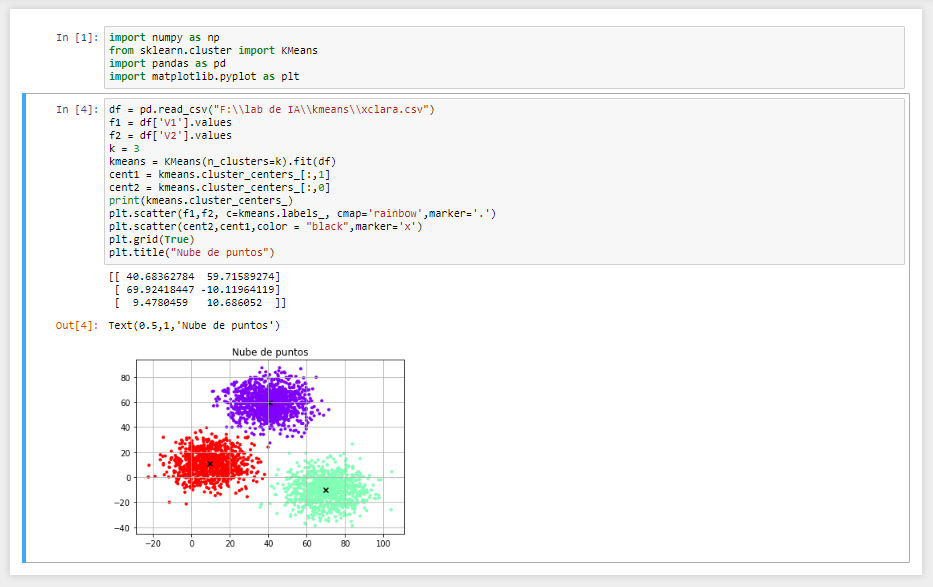 In [1]: import numpy as np
from sklearn.cluster import KMeans
import pandas as pd
import matplotlib.pyplot as plt
In [4]: df = pd.read_csv("F:\\lab de IA\\kmeans\\xclara.csv")
f1 = df['V1'].values
f2 = df['V2'].values
k = 3
kmeans = KMeans(n_clusters=k).fit(df)
cent1 = kmeans.cluster_centers_[:,1]
cent2 = kmeans.cluster_centers_[:,0]
print(kmeans.cluster_centers_)
plt.scatter(f1,f2, c=kmeans.labels_, cmap='rainbow',marker='.')
plt.scatter(cent2,cent1,color = "black",marker='x')
plt.grid(True)
plt.title("Nube de puntos")
[[ 40.68362784  59.71589274]
 [ 69.92418447 -10.11964119]
 [  9.4780459   10.686052  ]]
Out[4]: Text(0.5,1,'Nube de puntos')
Nube de puntos
80
60
40
20
0
−20
−40
−20 0 20 40 60 80 100